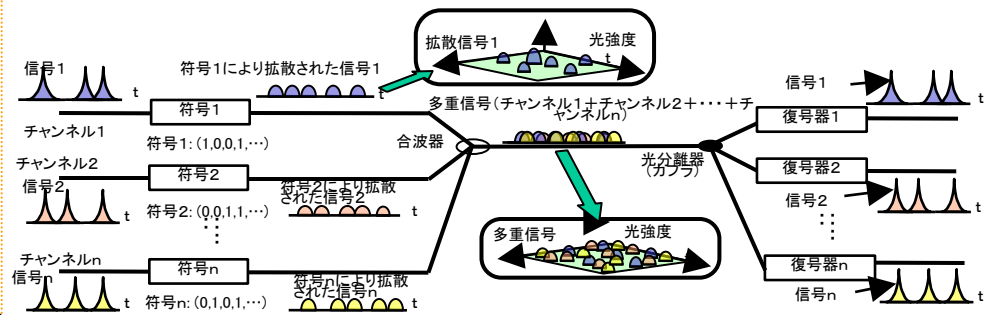 信号1
t
チャンネル1
符号1
符号1: (1,0,0,1,…)
符号1により拡散された信号1
t
拡散信号1
光強度
t
多重信号(チャンネル1+チャンネル2+・・・+チ
ャンネルn)
合波器
光分離器
(カプラ)
信号1
t
復号器1
チャンネル2
信号2
t
符号2
符号2: (0,0,1,1,…)
符号2により拡散
された信号2
t
復号器2
信号2
t
多重信号
光強度
チャンネルn
信号n
t
符号n
符号n: (0,1,0,1,…)
符号nにより拡散
された信号n
t
復号器n
信号n
t